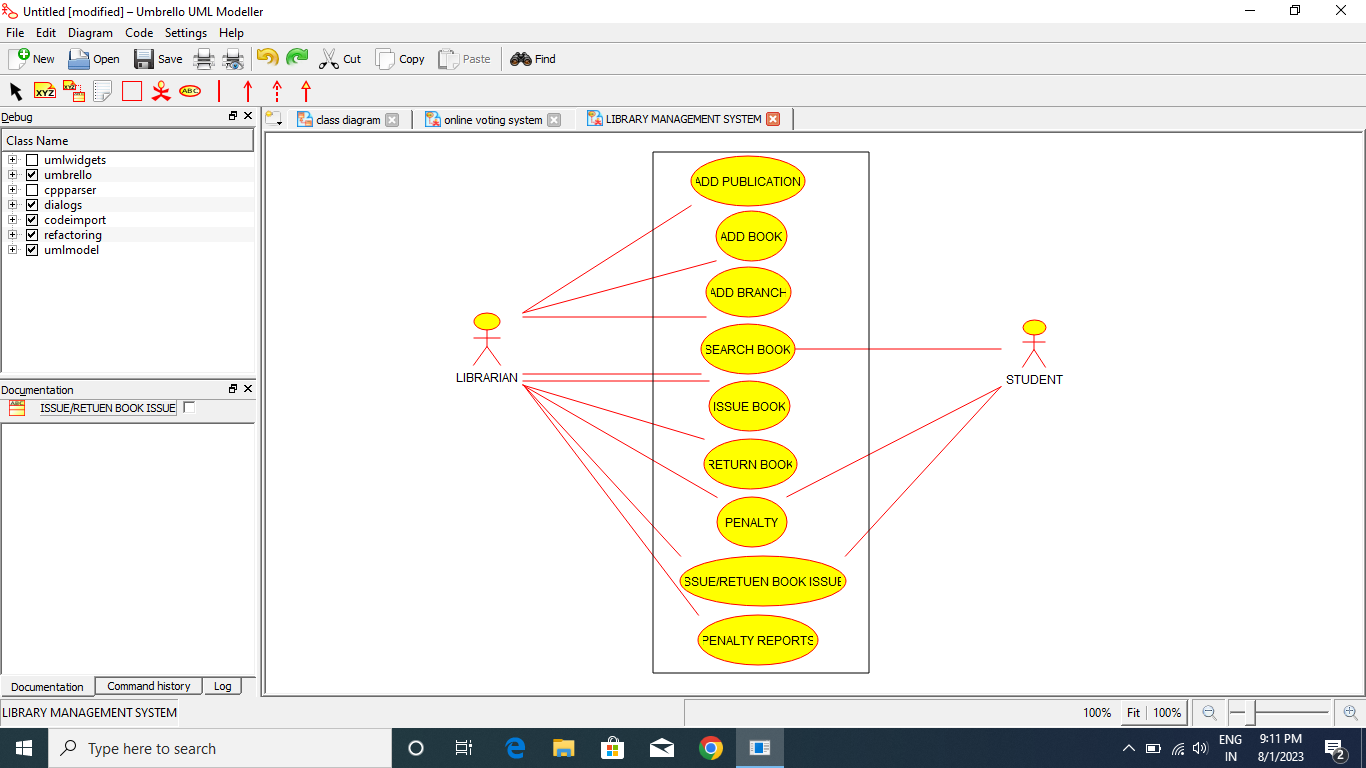 Untitled [modified] – Umbrello UML Modeller
File Edit Diagram Code Settings Help
New Open Save Cut Copy Paste Find
XYZ XYZ ABC
Debug
class diagram online voting system LIBRARY MANAGEMENT SYSTEM
Class Name
umlwidgets
umbrello
cppparser
dialogs
codeimport
refactoring
umlmodel
Documentation
ABC ISSUE/RETUEN BOOK ISSUE
Documentation Command history Log
ADD PUBLICATION
ADD BOOK
ADD BRANCH
SEARCH BOOK
LIBRARIAN
STUDENT
ISSUE BOOK
RETURN BOOK
PENALTY
ISSUE/RETUEN BOOK ISSUE
PENALTY REPORTS
LIBRARY MANAGEMENT SYSTEM 100% Fit 100%
Type here to search
ENG
IN
9:11 PM
8/1/2023
2